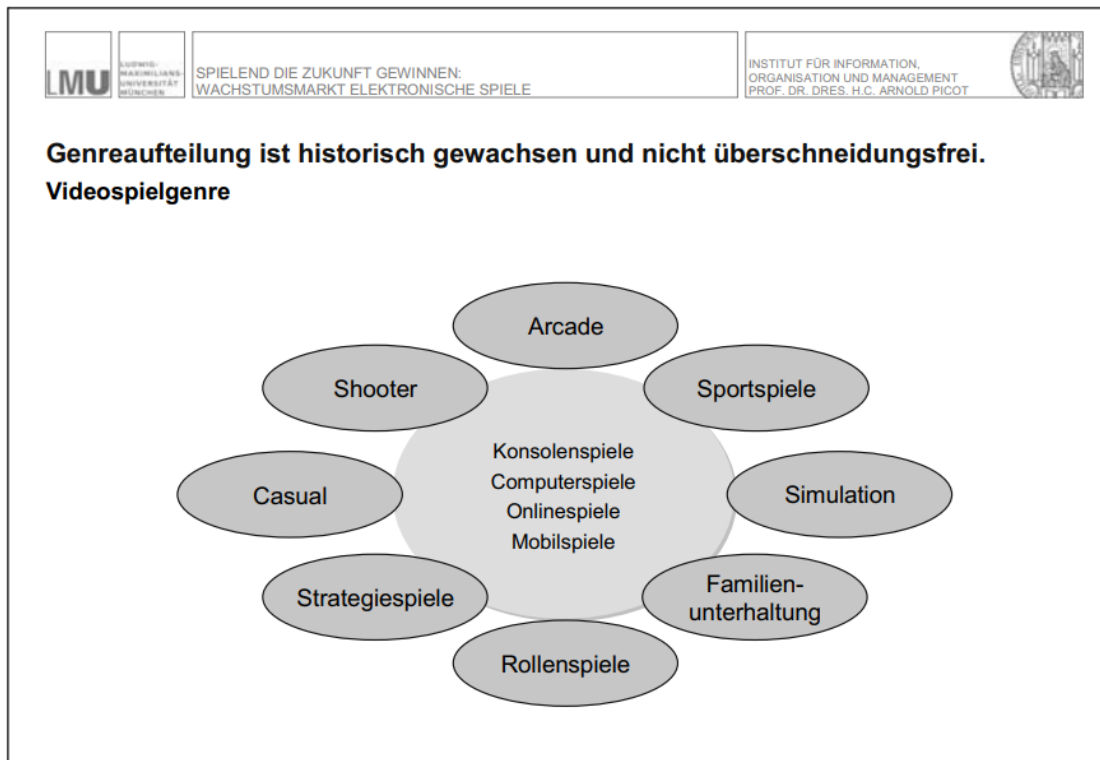 LMU
LUDWIG-
MAXIMILIANS-
UNIVERSITÄT
MÜNCHEN
SPIELEND DIE ZUKUNFT GEWINNEN:
WACHSTUMSMARKT ELEKTRONISCHE SPIELE
INSTITUT FÜR INFORMATION,
ORGANISATION UND MANAGEMENT
PROF. DR. DRES. H.C. ARNOLD PICOT
Genreaufteilung ist historisch gewachsen und nicht überschneidungsfrei.
Videospielgenre
Arcade
Shooter
Sportspiele
Konsolenspiele
Computerspiele
Onlinespiele
Mobilspiele
Casual
Simulation
Strategiespiele
Familien-
unterhaltung
Rollenspiele